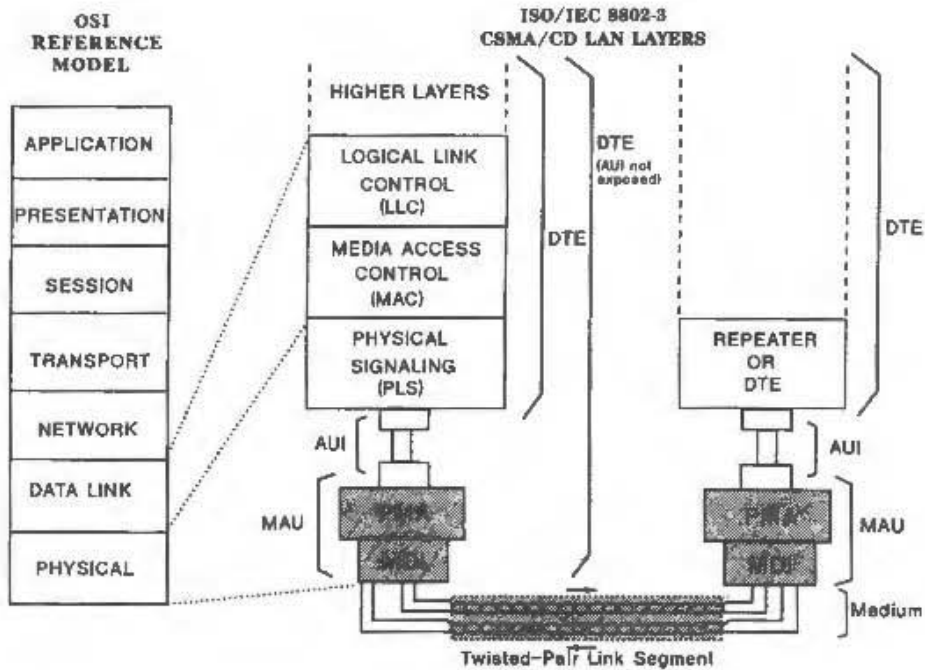 OSI
REFERENCE
MODEL
APPLICATION
PRESENTATION
SESSION
TRANSPORT
NETWORK
DATA LINK
PHYSICAL
ISO/IEC 8802-3
CSMA/CD LAN LAYERS
HIGHER LAYERS
LOGICAL LINK
CONTROL
(LLC)
MEDIA ACCESS
CONTROL
(MAC)
PHYSICAL
SIGNALING
(PLS)
DTE
DTE
(AUI not
exposed)
AUI
MAU
PMA
MDI
REPEATER
OR
DTE
DTE
AUI
PMA
MDI
MAU
Medium
Twisted-Pair Link Segment